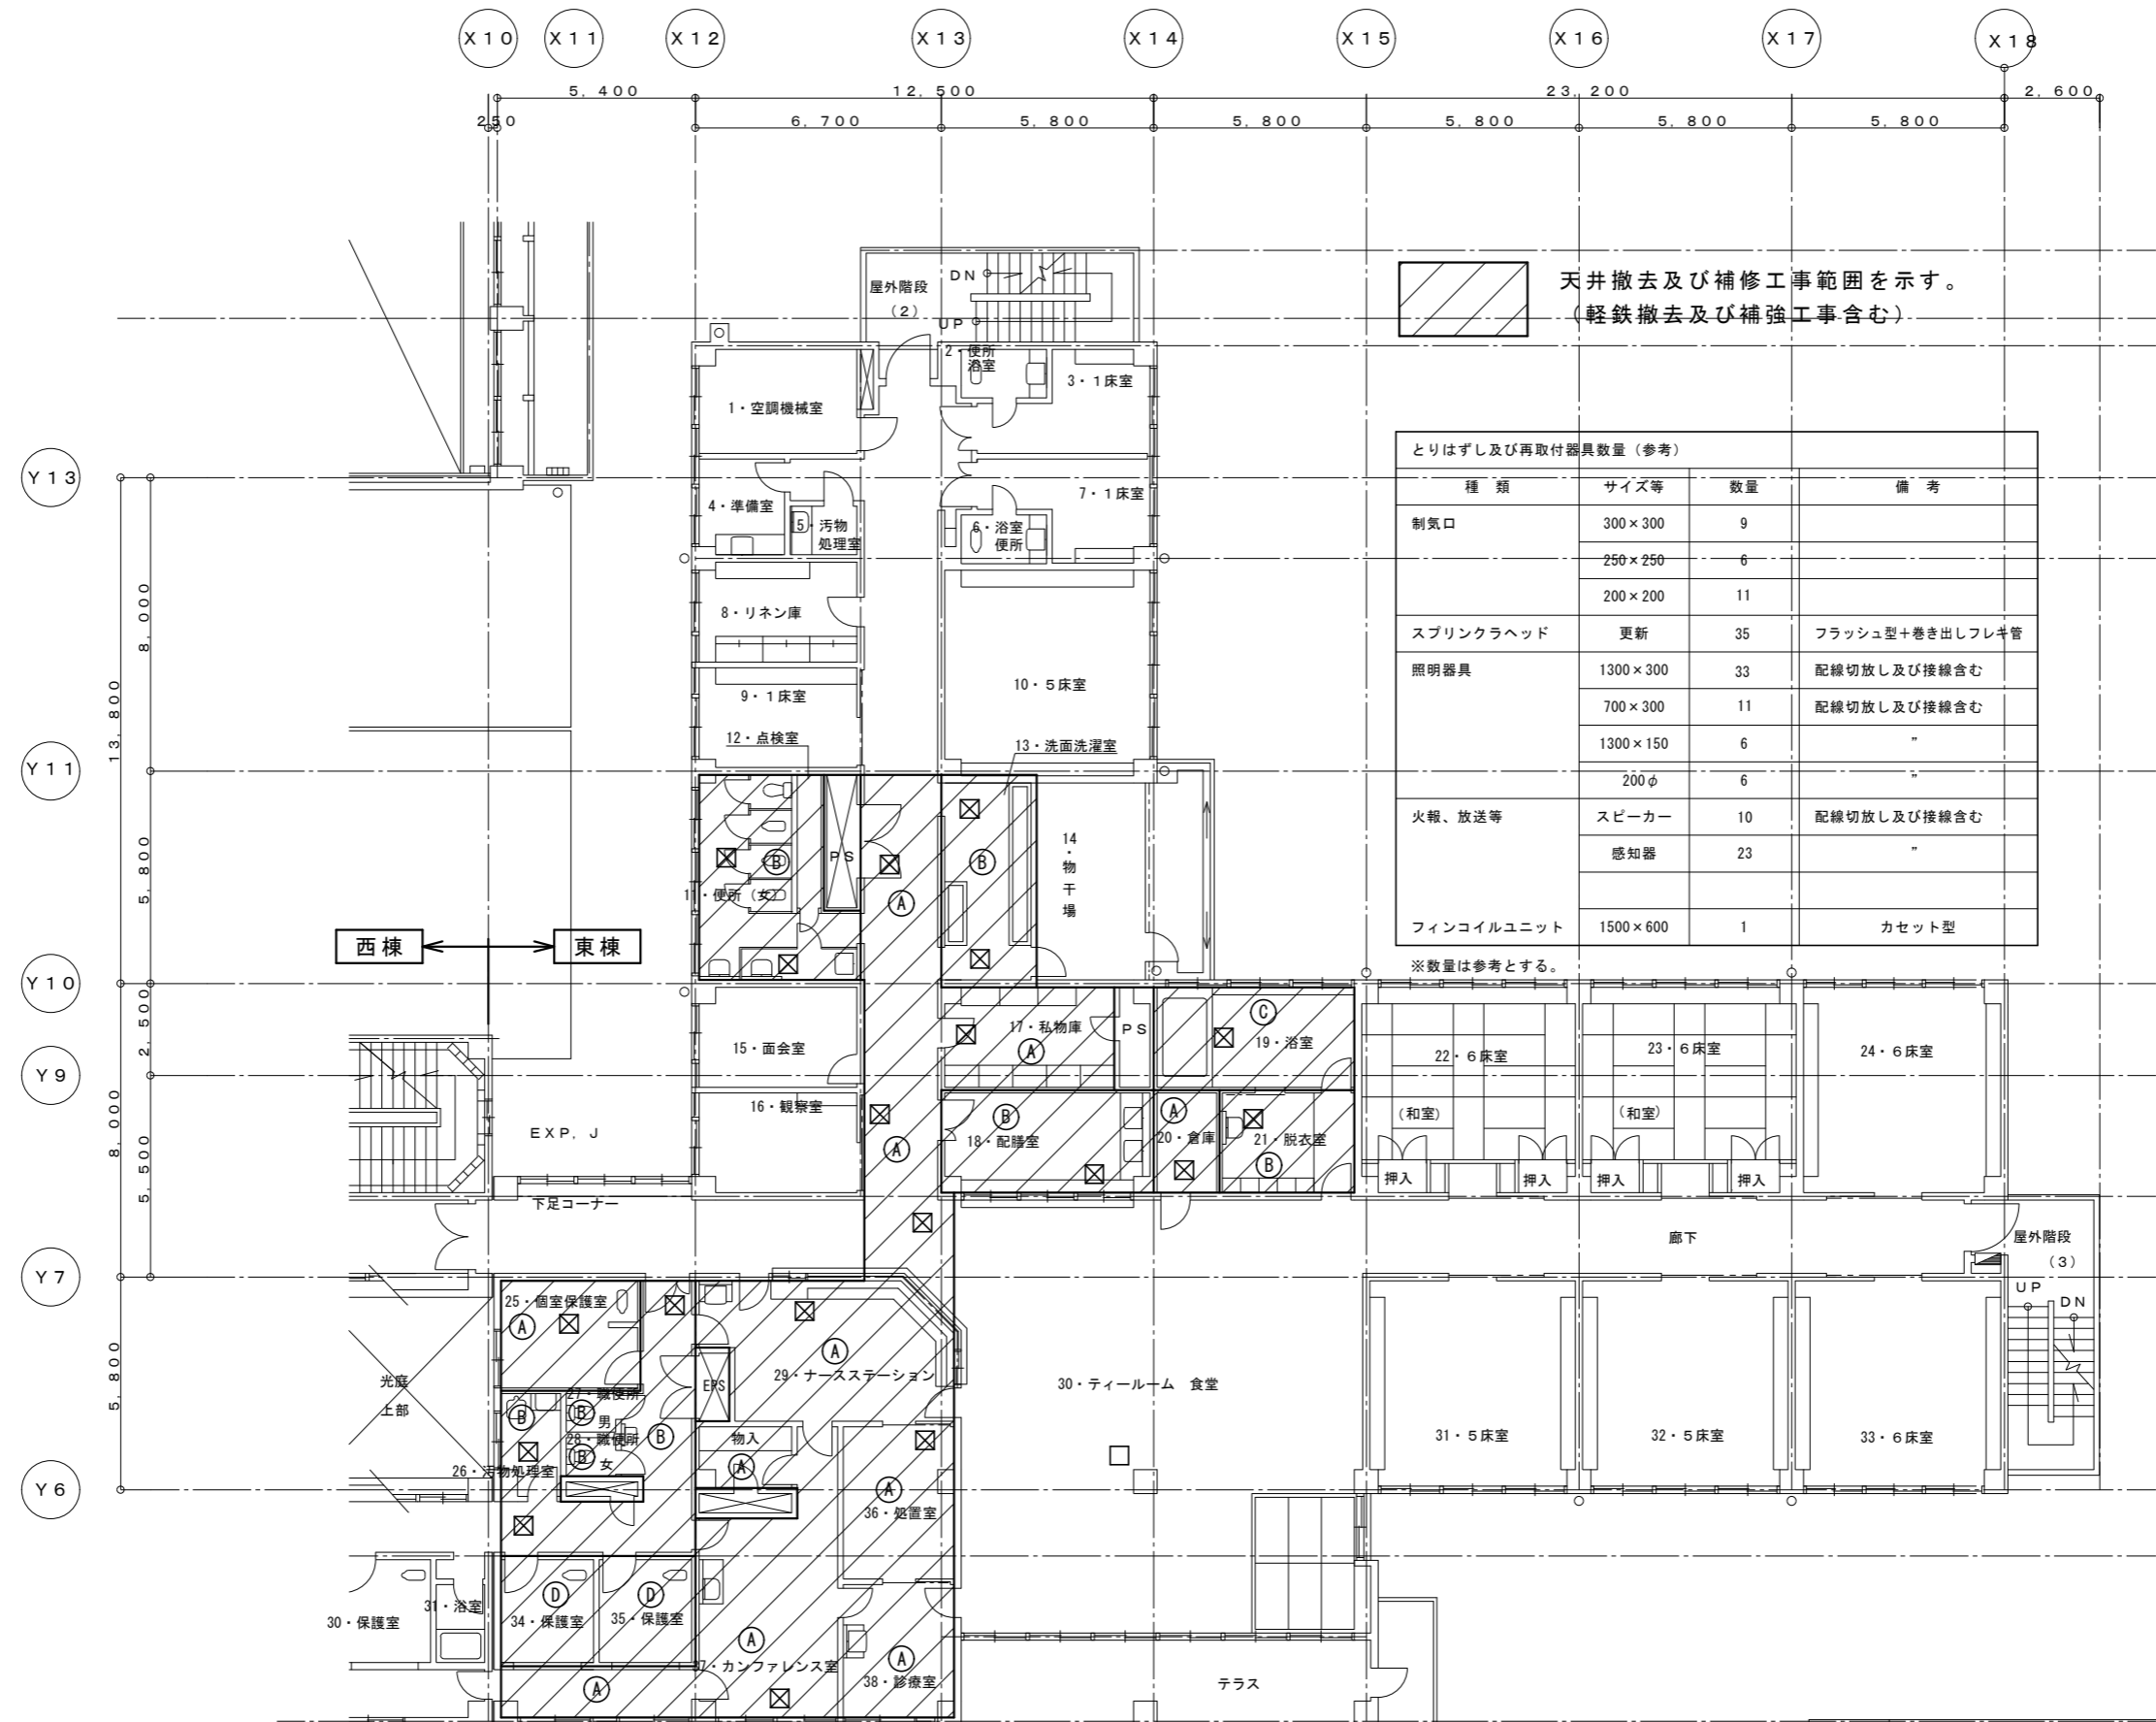 X10 X11 X12 X13 X14 X15 X16 X17 X18
5,400 12,500 23,200 2,600
250 6,700 5,800 5,800 5,800 5,800 5,800
天井撤去及び補修工事範囲を示す。
（軽鉄撤去及び補強工事含む）
屋外階段
（2）
DN
UP
2・便所
浴室
3・1床室
1・空調機械室
Y13
4・準備室
5・汚物
処理室
6・浴室
便所
7・1床室
8・リネン庫
9・1床室
10・5床室
12・点検室
13・洗面洗濯室
とりはずし及び再取付器具数量（参考）
種 類 サイズ等 数量 備 考
制気口 300×300 9
250×250 6
200×200 11
スプリンクラヘッド 更新 35 フラッシュ型＋巻き出しフレキ管
照明器具 1300×300 33 配線切放し及び接線含む
700×300 11 配線切放し及び接線含む
1300×150 6 〃
200φ 6 〃
火報、放送等 スピーカー 10 配線切放し及び接線含む
感知器 23 〃
フィンコイルユニット 1500×600 1 カセット型
※数量は参考とする。
8,000
13,800
Y11
5,800
B
PS
11・便所（女）
A
B
14・物干場
西棟
東棟
Y10
2,500
15・面会室
17・私物庫
A
PS
C
19・浴室
22・6床室
23・6床室
24・6床室
Y9
8,000
5,500
16・観察室
EXP, J
A
B
18・配膳室
A
20・倉庫
21・脱衣室
B
（和室）
（和室）
押入
押入
押入
押入
下足コーナー
廊下
屋外階段
（3）
UP
DN
Y7
5,800
25・個室保護室
A
光庭
上部
27・職便所
B
男
28・職便所
B
女
B
B
26・汚物処理室
EPS
A
29・ナースステーション
物入
A
30・ティールーム 食堂
31・5床室
32・5床室
33・6床室
Y6
A
36・処置室
30・保護室
31・浴室
D
34・保護室
D
35・保護室
A
37・カンファレンス室
A
38・診療室
A
テラス